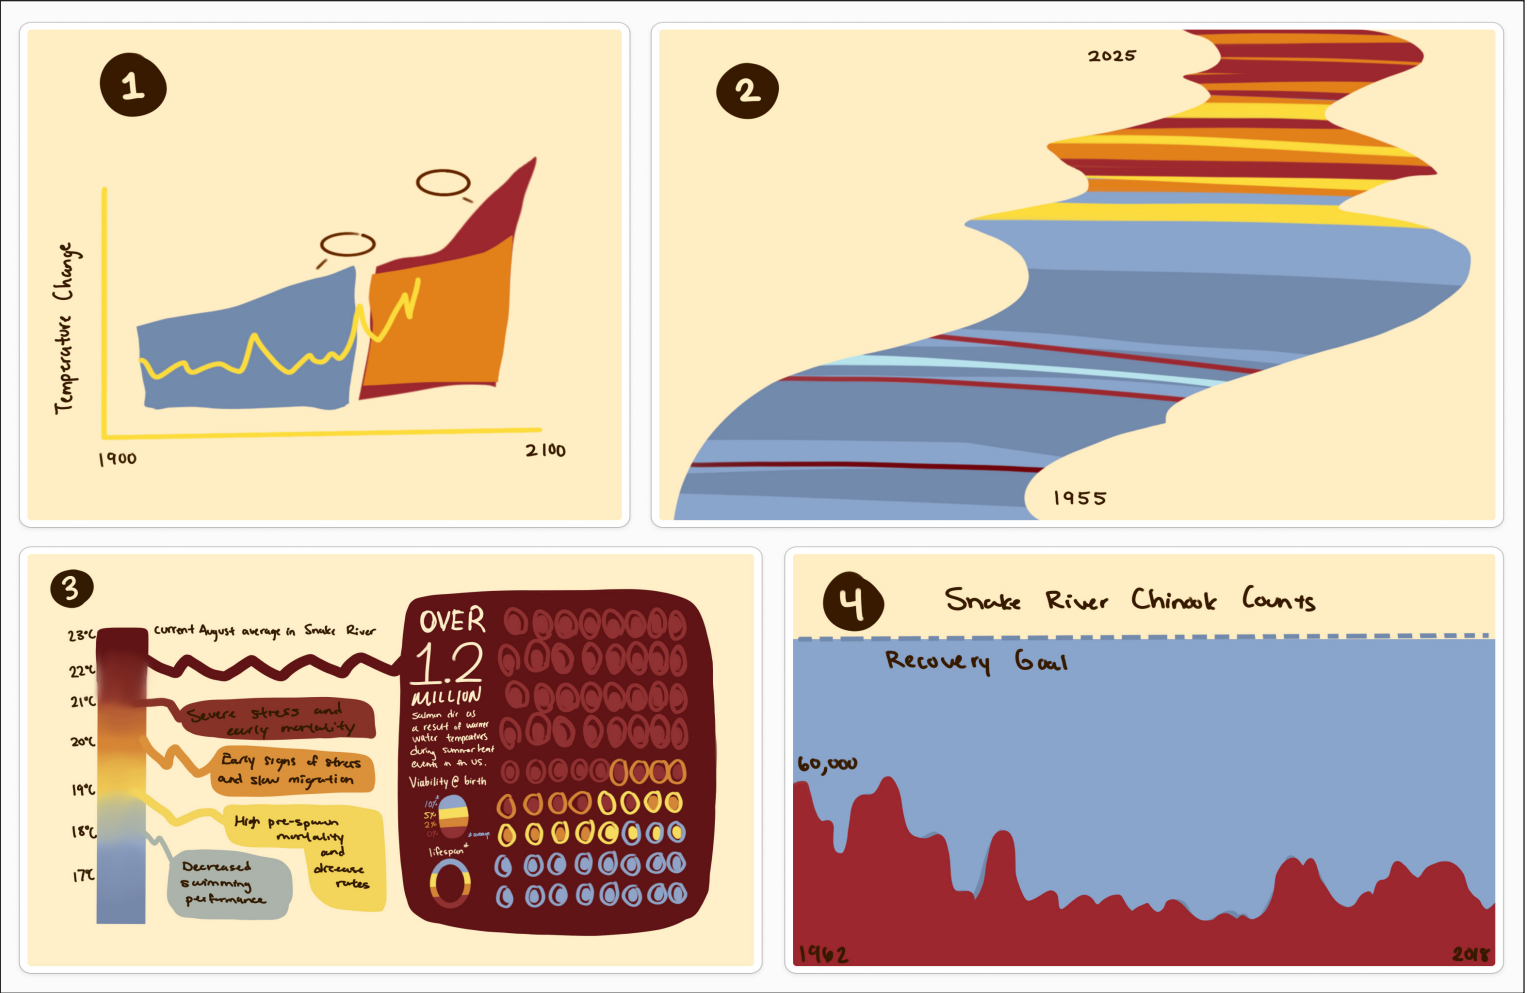 1
Temperature Change
1900
2100
2
2025
1955
3
23°C
22°C
21°C
20°C
19°C
18°C
17°C
current August average in Snake River
Severe stress and
early mortality
Early signs of stress
and slow migration
High pre-spawn
mortality
and
disease
rates
Decreased
swimming
performance
OVER
1.2
MILLION
Salmon die as
a result of warmer
water temperatures
during summer heat
events in the US.
Viability @ birth
10%
5%
2%
0%
* average
lifespan*
4
Snake River Chinook Counts
Recovery Goal
60,000
1962
2018